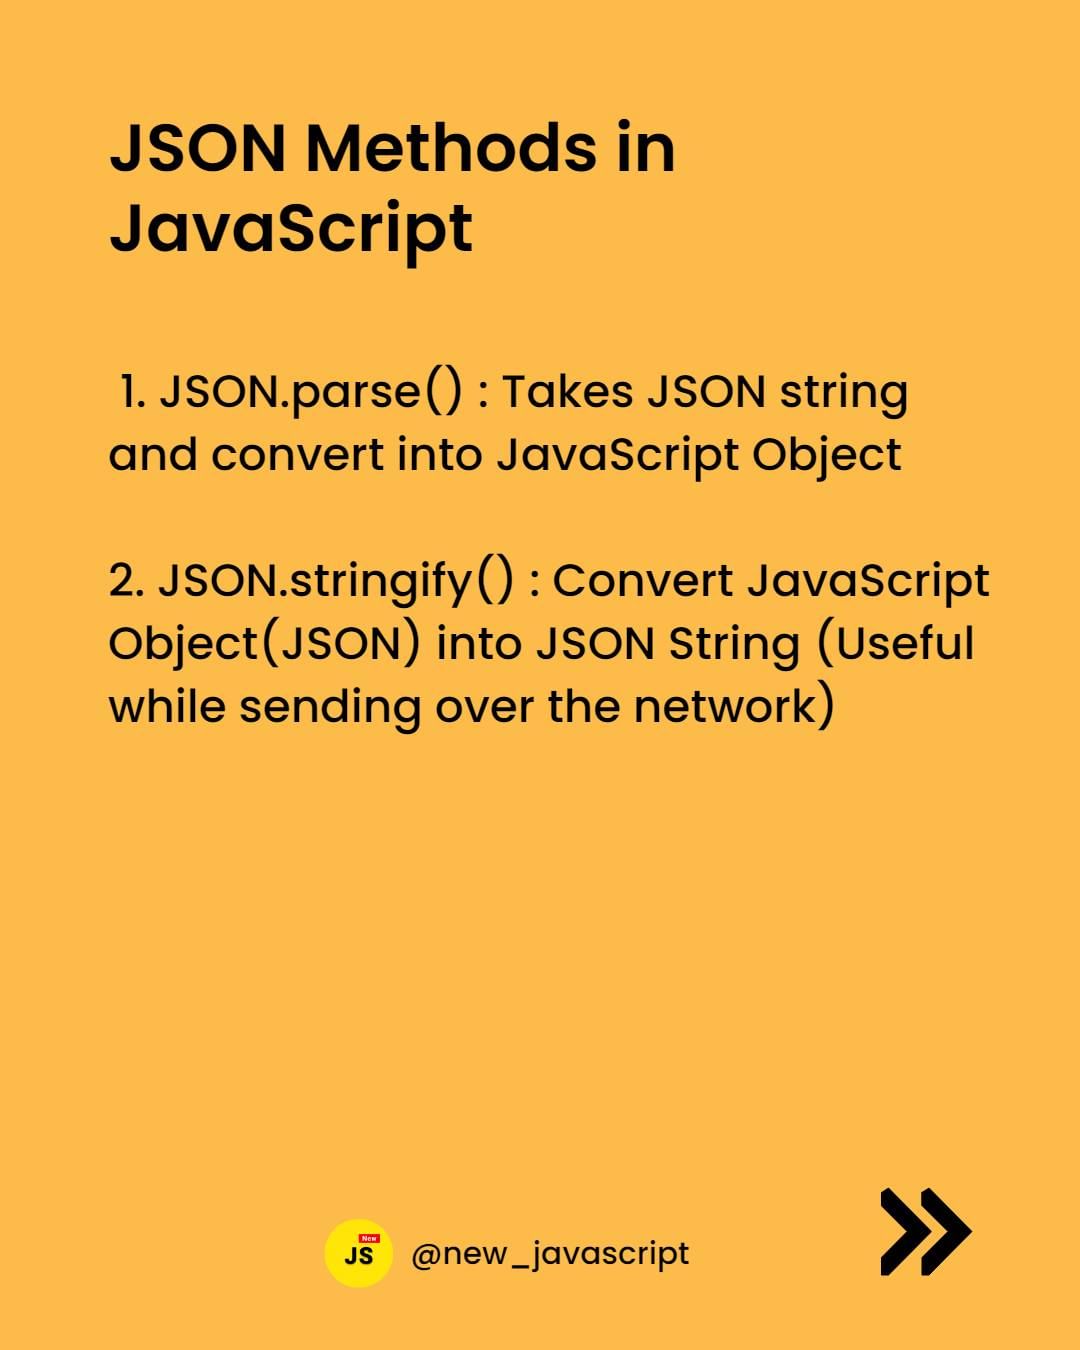 JSON Methods in
JavaScript
1. JSON.parse() : Takes JSON string
and convert into JavaScript Object
2. JSON.stringify() : Convert JavaScript
Object(JSON) into JSON String (Useful
while sending over the network)
New
JS
@new_javascript